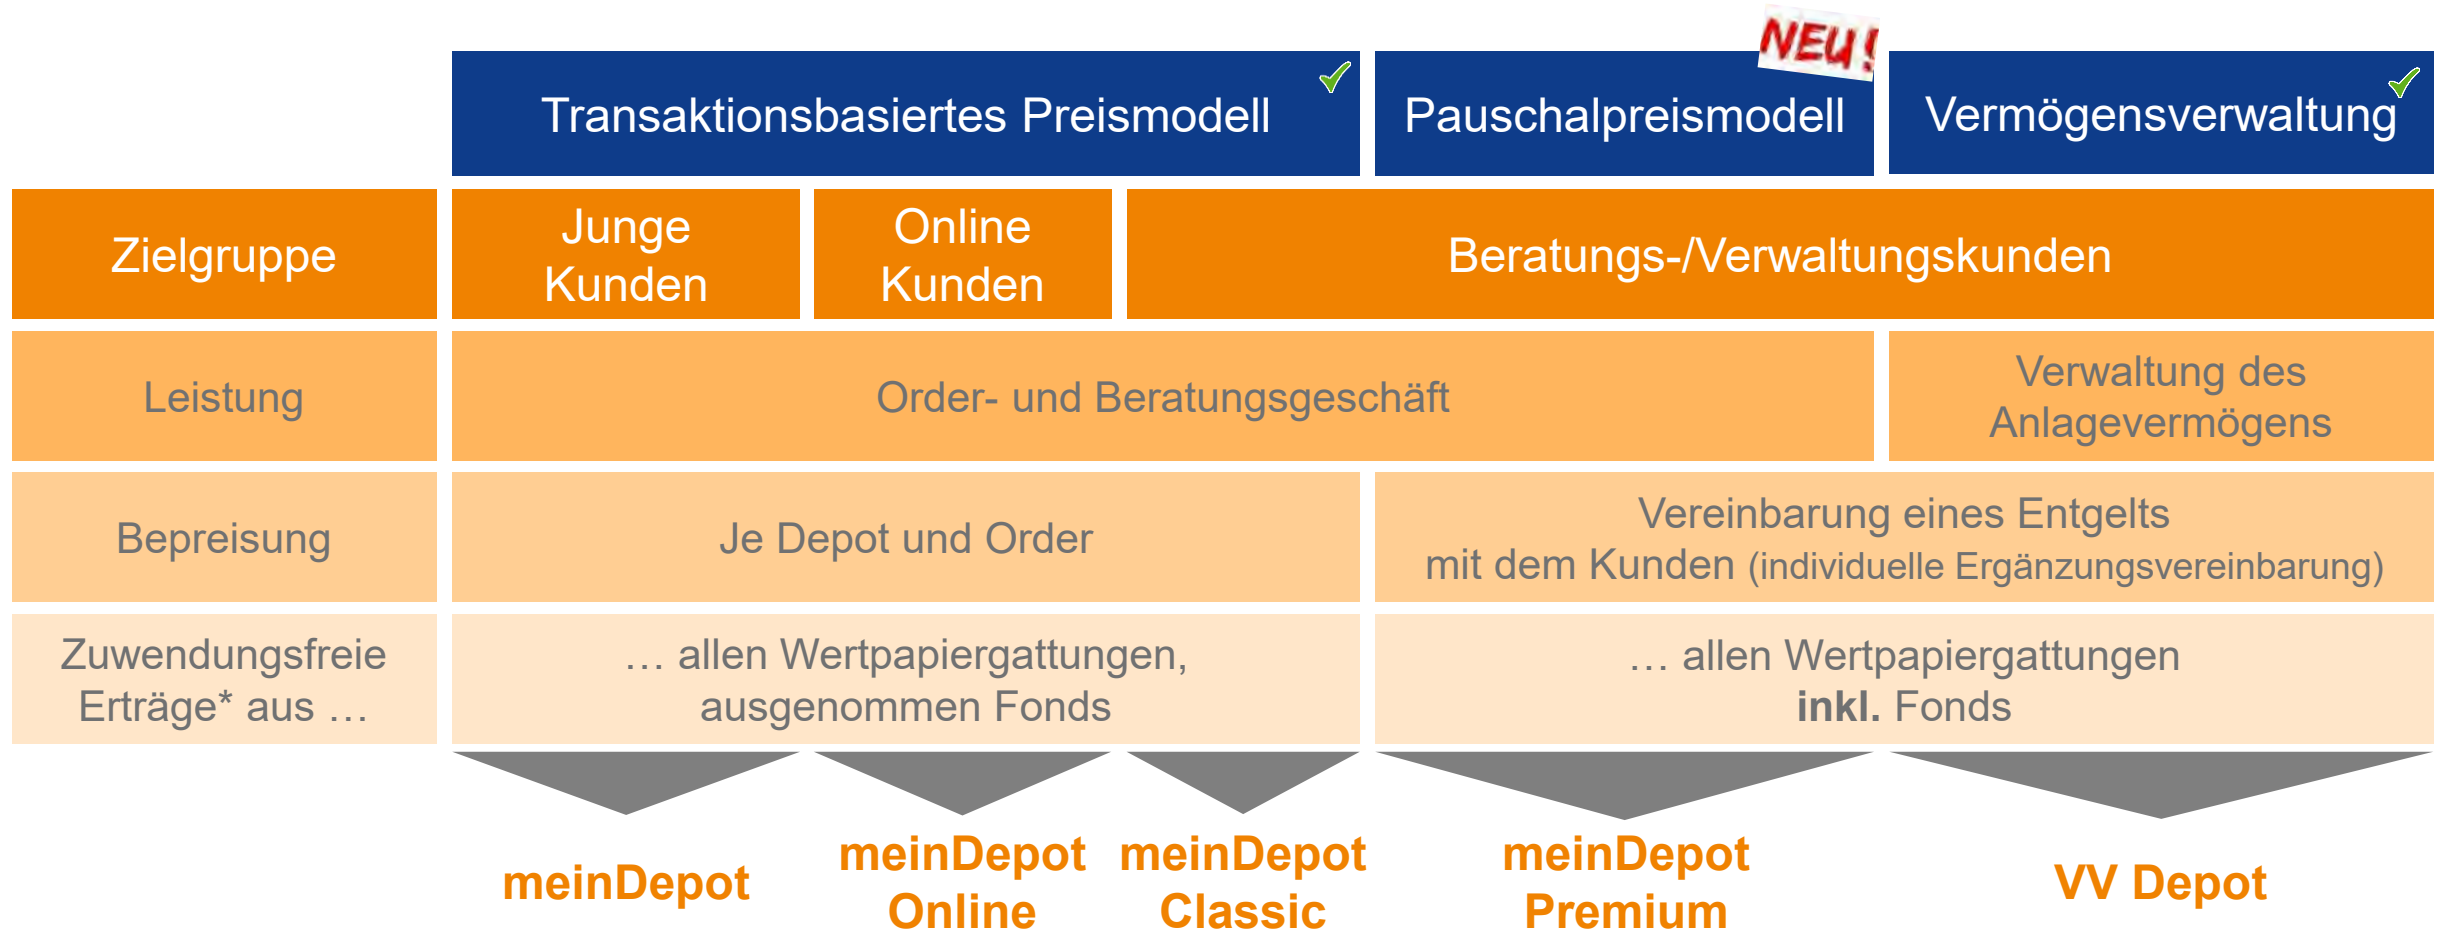 NEU!
Transaktionsbasiertes Preismodell
Pauschalpreismodell
Vermögensverwaltung
Zielgruppe
Junge
Kunden
Online
Kunden
Beratungs-/Verwaltungskunden
Leistung
Order- und Beratungsgeschäft
Verwaltung des
Anlagevermögens
Bepreisung
Je Depot und Order
Vereinbarung eines Entgelts
mit dem Kunden (individuelle Ergänzungsvereinbarung)
Zuwendungsfreie
Erträge* aus …
… allen Wertpapiergattungen,
ausgenommen Fonds
… allen Wertpapiergattungen
inkl. Fonds
meinDepot
meinDepot
Online
meinDepot
Classic
meinDepot
Premium
VV Depot